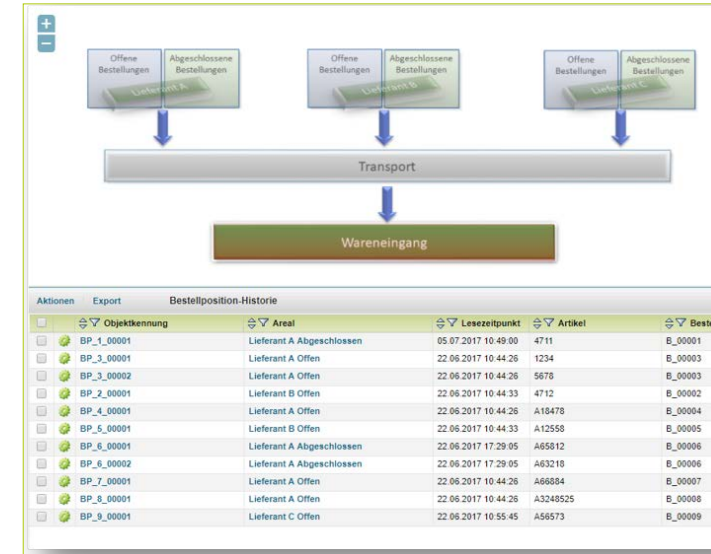 +
−
Offene Bestellungen Abgeschlossene Bestellungen
Lieferant A
Offene Bestellungen Abgeschlossene Bestellungen
Lieferant B
Offene Bestellungen Abgeschlossene Bestellungen
Lieferant C
Transport
Wareneingang
Aktionen Export Bestellposition-Historie
Objektkennung Areal Lesezeitpunkt Artikel Beste
BP_1_00001 Lieferant A Abgeschlossen 05.07.2017 10:49:00 4711 B_00001
BP_3_00001 Lieferant A Offen 22.06.2017 10:44:26 1234 B_00003
BP_3_00002 Lieferant A Offen 22.06.2017 10:44:26 5678 B_00003
BP_2_00001 Lieferant B Offen 22.06.2017 10:44:33 4712 B_00002
BP_4_00001 Lieferant A Offen 22.06.2017 10:44:26 A18478 B_00004
BP_5_00001 Lieferant B Offen 22.06.2017 10:44:33 A12558 B_00005
BP_6_00001 Lieferant A Abgeschlossen 22.06.2017 17:29:05 A65812 B_00006
BP_6_00002 Lieferant A Abgeschlossen 22.06.2017 17:29:05 A63218 B_00006
BP_7_00001 Lieferant A Offen 22.06.2017 10:44:26 A66884 B_00007
BP_8_00001 Lieferant A Offen 22.06.2017 10:44:26 A3248525 B_00008
BP_9_00001 Lieferant C Offen 22.06.2017 10:55:45 A56573 B_00009